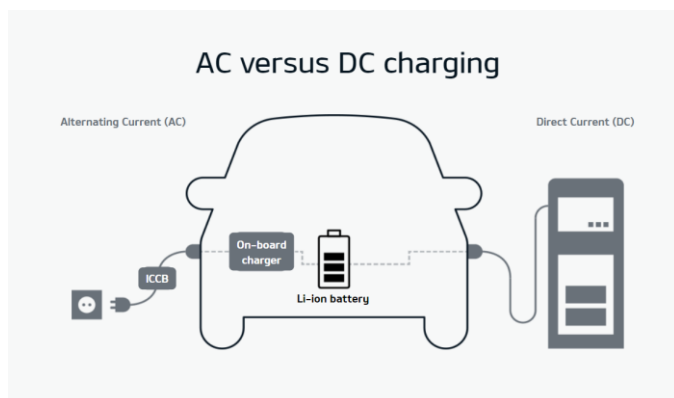 AC versus DC charging
Alternating Current (AC)
Direct Current (DC)
On-board
charger
ICCB
Li-ion battery